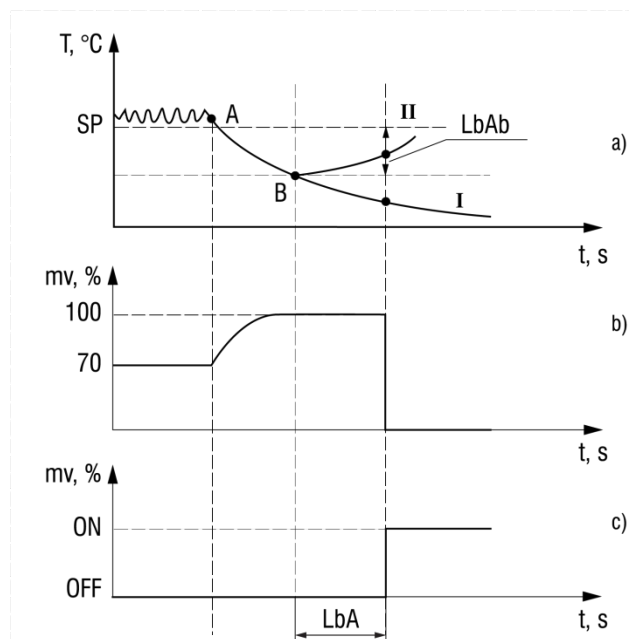 T, °C
SP
A
B
II
LbAb
I
a)
t, s
mv, %
100
70
b)
t, s
mv, %
ON
OFF
c)
LbA
t, s